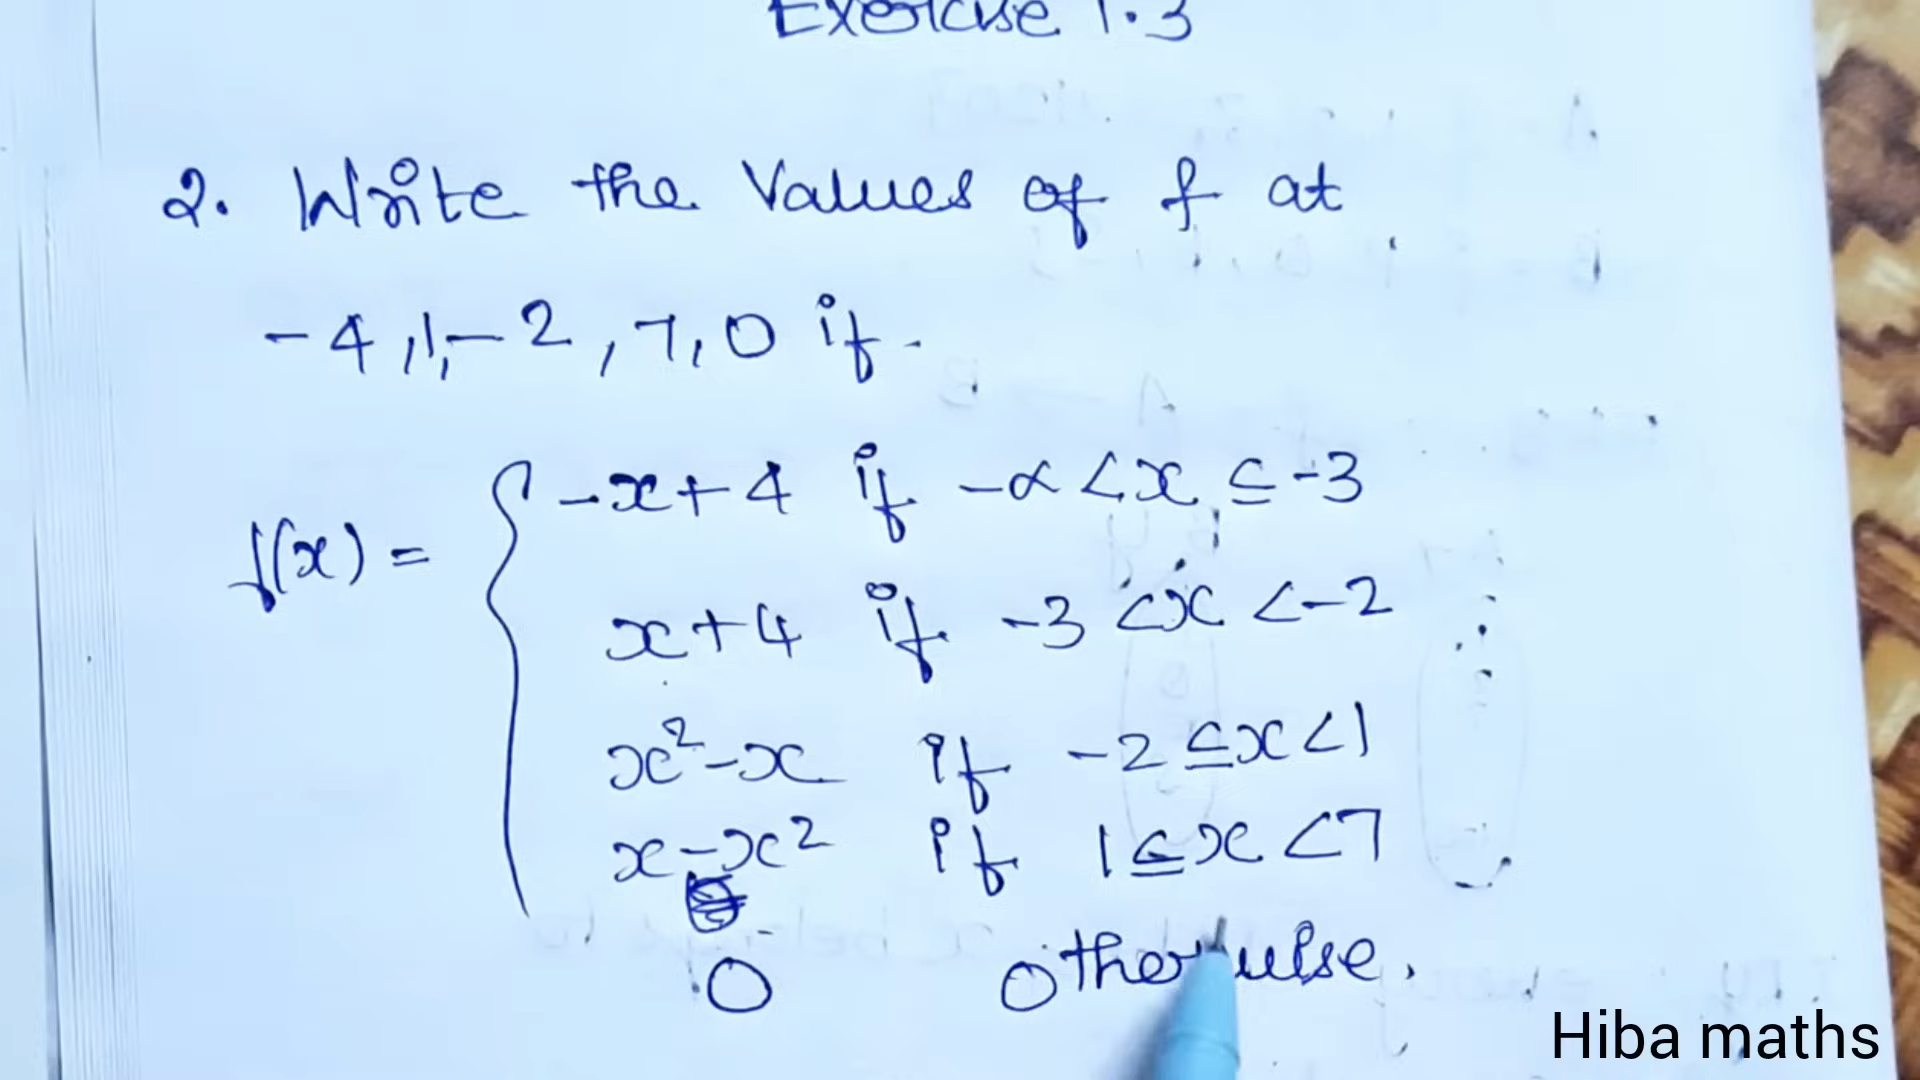 Exercise 1.3
2. Write the Values of f at
-4, 1, -2, 7, 0 if.
f(x) = { -x+4 if -∝ < x ≤ -3
x+4 if -3 < x < -2
x²-x if -2 ≤ x < 1
x-x² if 1 ≤ x < 7
0 otherwise.
Hiba maths